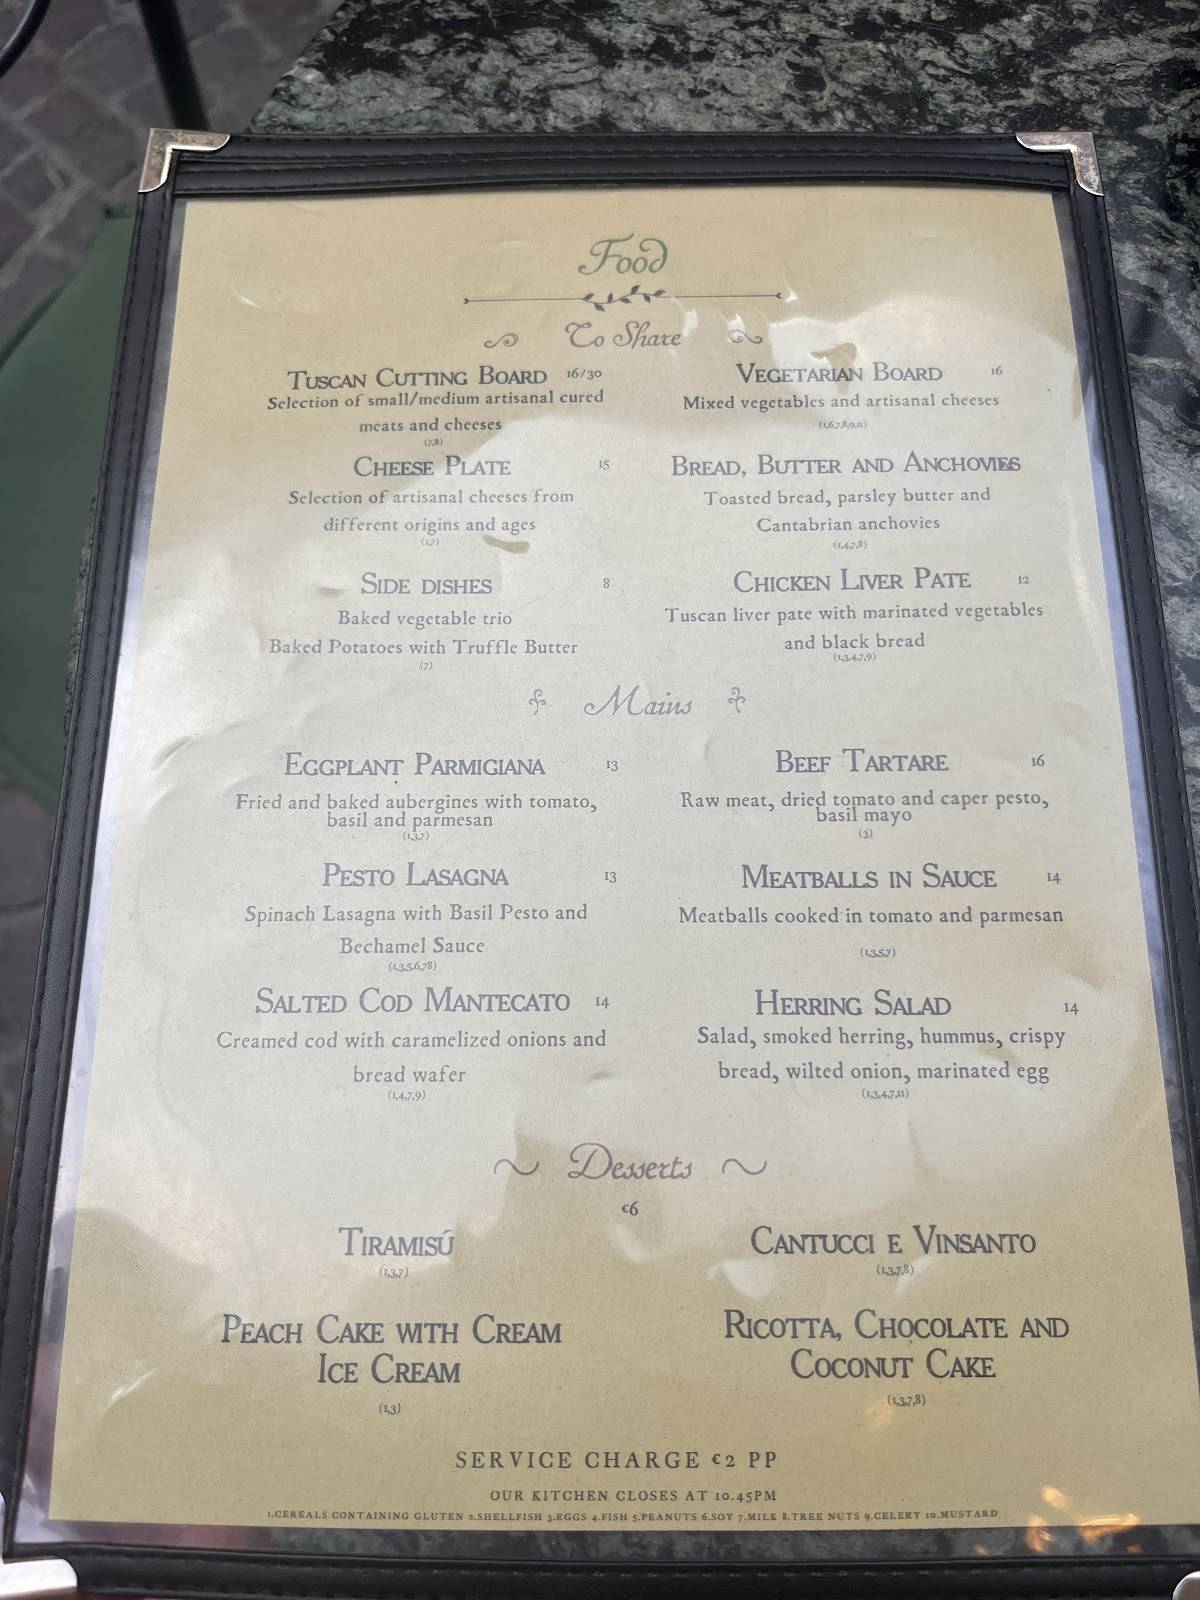 Food
To Share
Tuscan Cutting Board 16/30
Selection of small/medium artisanal cured
meats and cheeses
(7,8)
Vegetarian Board 16
Mixed vegetables and artisanal cheeses
(1,6,7,8,9,11)
Cheese Plate 15
Selection of artisanal cheeses from
different origins and ages
(1,7)
Bread, Butter and Anchovies
Toasted bread, parsley butter and
Cantabrian anchovies
(1,4,7,8)
Side dishes 8
Baked vegetable trio
Baked Potatoes with Truffle Butter
(7)
Chicken Liver Pate 12
Tuscan liver pate with marinated vegetables
and black bread
(1,3,4,7,9)
Mains
Eggplant Parmigiana 13
Fried and baked aubergines with tomato,
basil and parmesan
(1,3,7)
Beef Tartare 16
Raw meat, dried tomato and caper pesto,
basil mayo
(3)
Pesto Lasagna 13
Spinach Lasagna with Basil Pesto and
Bechamel Sauce
(1,3,5,6,78)
Meatballs in Sauce 14
Meatballs cooked in tomato and parmesan
(1,3,5,7)
Salted Cod Mantecato 14
Creamed cod with caramelized onions and
bread wafer
(1,4,7,9)
Herring Salad 14
Salad, smoked herring, hummus, crispy
bread, wilted onion, marinated egg
(1,3,4,7,11)
Desserts
€6
Tiramisú
(1,3,7)
Cantucci e Vinsanto
(1,3,7,8)
Peach Cake with Cream
Ice Cream
(1,3)
Ricotta, Chocolate and
Coconut Cake
(1,3,7,8)
SERVICE CHARGE €2 PP
OUR KITCHEN CLOSES AT 10.45PM
1.CEREALS CONTAINING GLUTEN 2.SHELLFISH 3.EGGS 4.FISH 5.PEANUTS 6.SOY 7.MILK 8.TREE NUTS 9.CELERY 10.MUSTARD